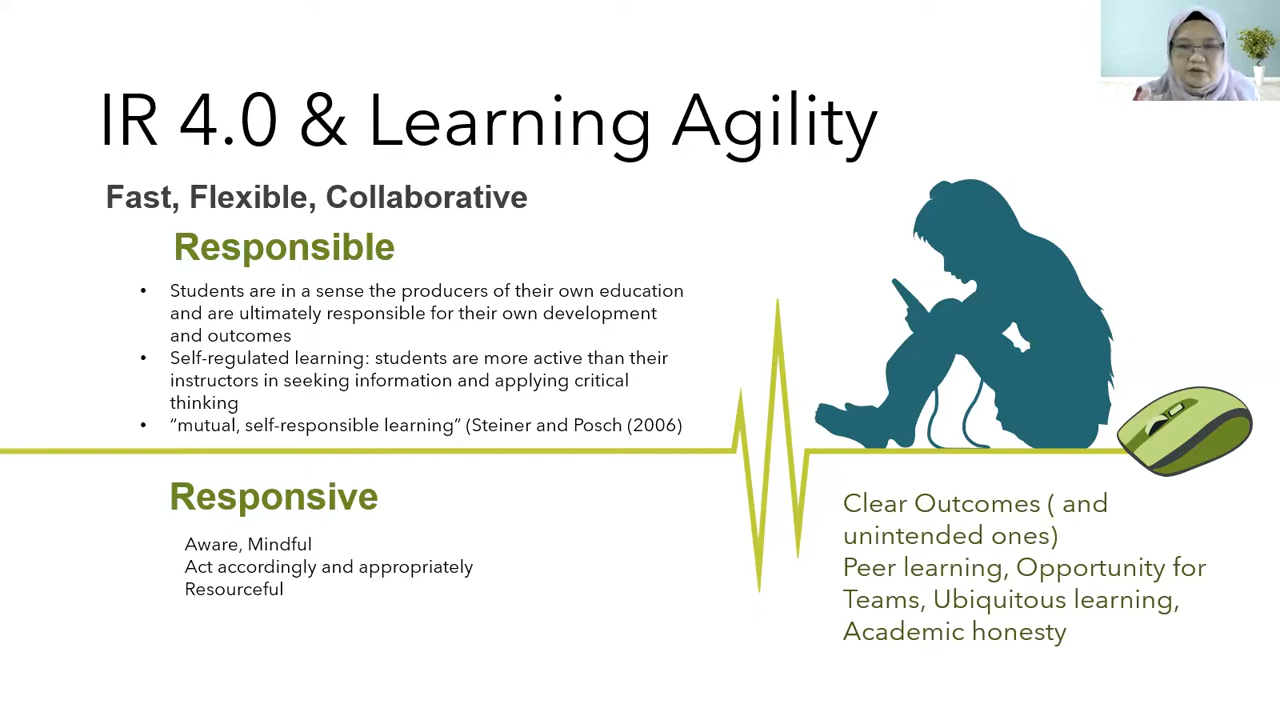 IR 4.0 & Learning Agility
Fast, Flexible, Collaborative
Responsible
• Students are in a sense the producers of their own education
and are ultimately responsible for their own development
and outcomes
• Self-regulated learning: students are more active than their
instructors in seeking information and applying critical
thinking
• “mutual, self-responsible learning” (Steiner and Posch (2006)
Responsive
Aware, Mindful
Act accordingly and appropriately
Resourceful
Clear Outcomes ( and
unintended ones)
Peer learning, Opportunity for
Teams, Ubiquitous learning,
Academic honesty